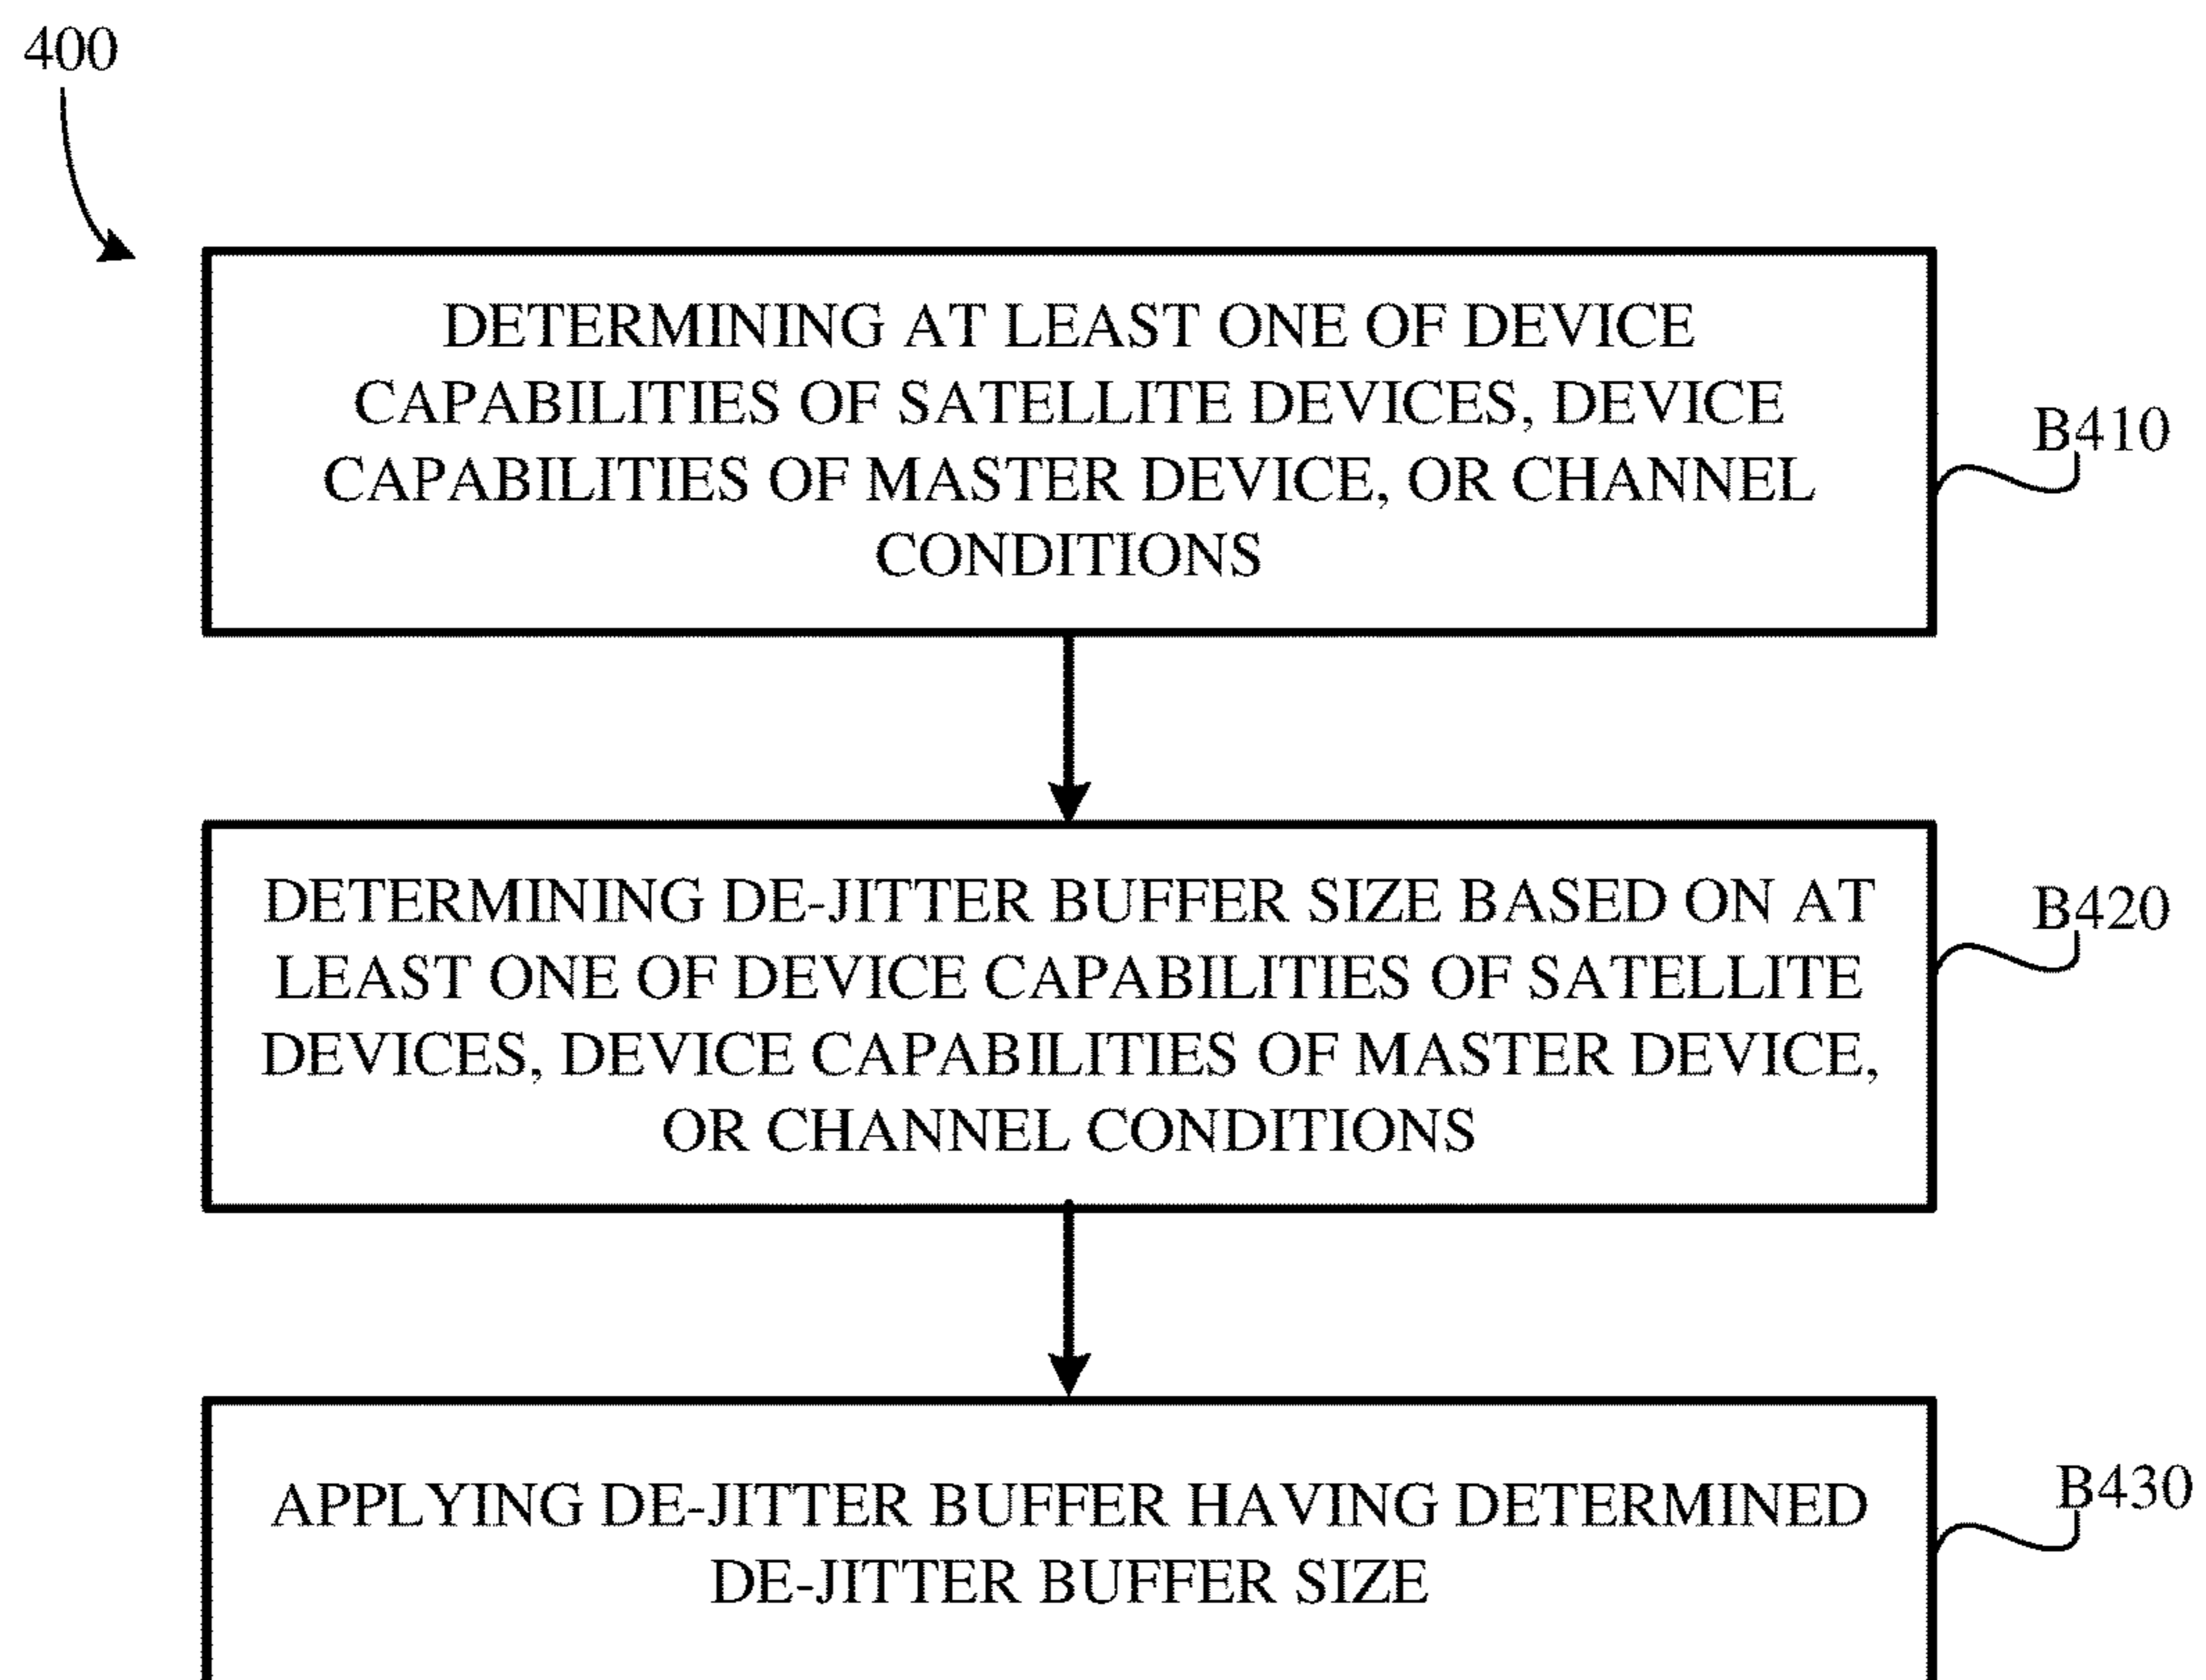 400
DETERMINING AT LEAST ONE OF DEVICE
CAPABILITIES OF SATELLITE DEVICES, DEVICE
CAPABILITIES OF MASTER DEVICE, OR CHANNEL
CONDITIONS
B410
DETERMINING DE-JITTER BUFFER SIZE BASED ON AT
LEAST ONE OF DEVICE CAPABILITIES OF SATELLITE
DEVICES, DEVICE CAPABILITIES OF MASTER DEVICE,
OR CHANNEL CONDITIONS
B420
APPLYING DE-JITTER BUFFER HAVING DETERMINED
DE-JITTER BUFFER SIZE
B430